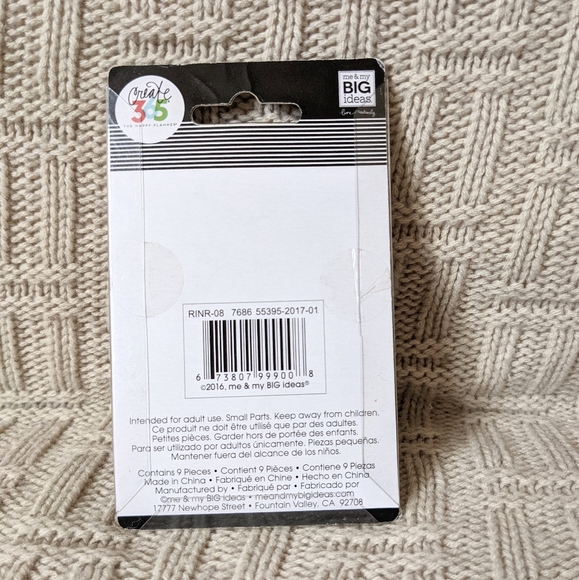 create
365
THE HAPPY PLANNER®
me & my
BIG
ideas®
RINR-08 7686 55395-2017-01
6 73807 99900 8
©2016, me & my BIG ideas®
Intended for adult use. Small Parts. Keep away from children.
Ce produit ne doit être utilisé que par des adultes.
Petites pièces. Garder hors de portée des enfants.
Para ser utilizado por adultos únicamente. Piezas pequeñas.
Mantener fuera del alcance de los niños.
Contains 9 Pieces • Contient 9 Pièces • Contiene 9 Piezas
Made in China • Fabriqué en Chine • Hecho en China
Manufactured by • Fabriqué par • Fabricado por
©me & my BIG ideas • meandmybigideas.com
17777 Newhope Street • Fountain Valley, CA 92708